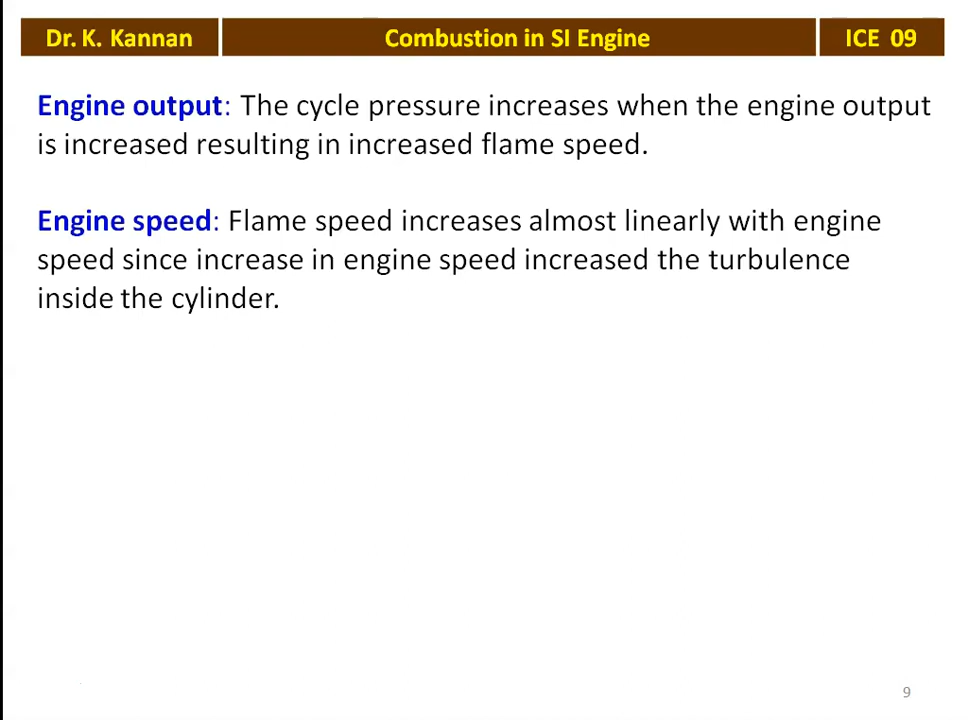 Dr. K. Kannan
Combustion in SI Engine
ICE 09
Engine output: The cycle pressure increases when the engine output
is increased resulting in increased flame speed.
Engine speed: Flame speed increases almost linearly with engine
speed since increase in engine speed increased the turbulence
inside the cylinder.
9